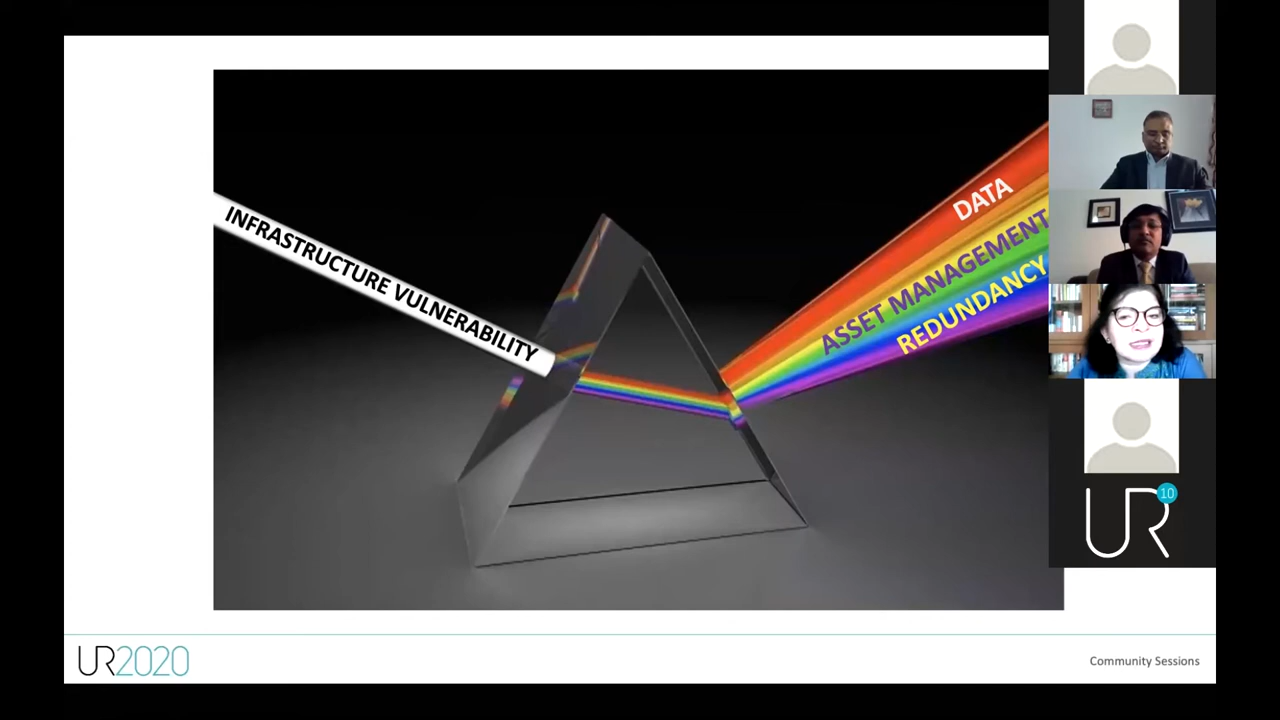 INFRASTRUCTURE VULNERABILITY
DATA
ASSET MANAGEMENT
REDUNDANCY
UR 10
UR2020
Community Sessions